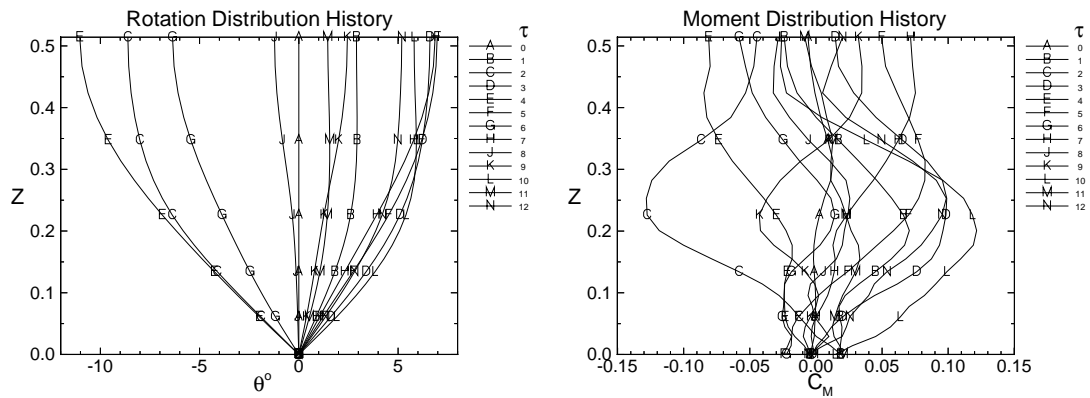 Rotation Distribution History
Z
0.5
0.4
0.3
0.2
0.1
0.0
-10
-5
0
5
θ°
τ
A 0
B 1
C 2
D 3
E 4
F 5
G 6
H 7
J 8
K 9
L 10
M 11
N 12
Moment Distribution History
Z
0.5
0.4
0.3
0.2
0.1
0.0
-0.15
-0.10
-0.05
0.00
0.05
0.10
0.15
C_M
τ
A 0
B 1
C 2
D 3
E 4
F 5
G 6
H 7
J 8
K 9
L 10
M 11
N 12